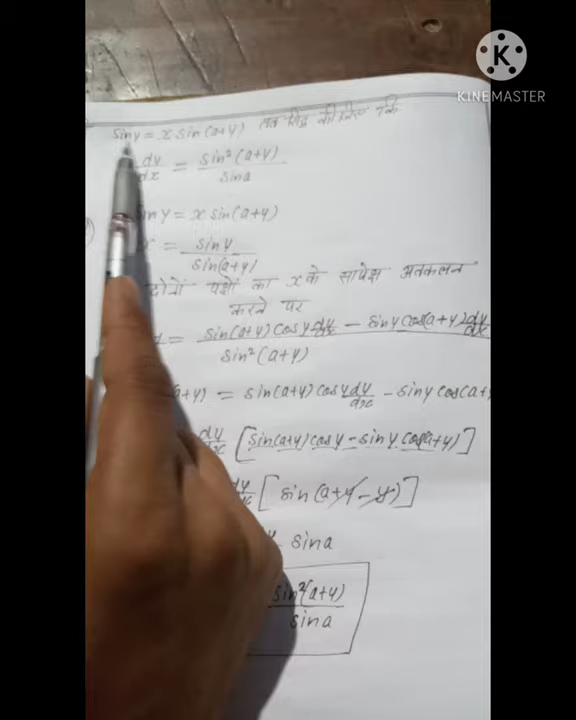 KINEMASTER
siny = x sin (a+y) तब सिद्ध कीजिए कि
dy/dx = sin² (a+y)/sina
siny = x sin(a+y)
x = siny/sin(a+y)
दोनों पक्षों का x के सापेक्ष अवकलन
करने पर
= sin(a+y) cosy dy/dx - siny cos(a+y) dy/dx / sin² (a+y)
a+y) = sin(a+y) cosy dy/dx - siny cos(a+y
dy/dx [sin(a+y) cosy - siny cos(a+y)]
dy/dx [sin (a+y-y)]
sina
sin²(a+y)/sina